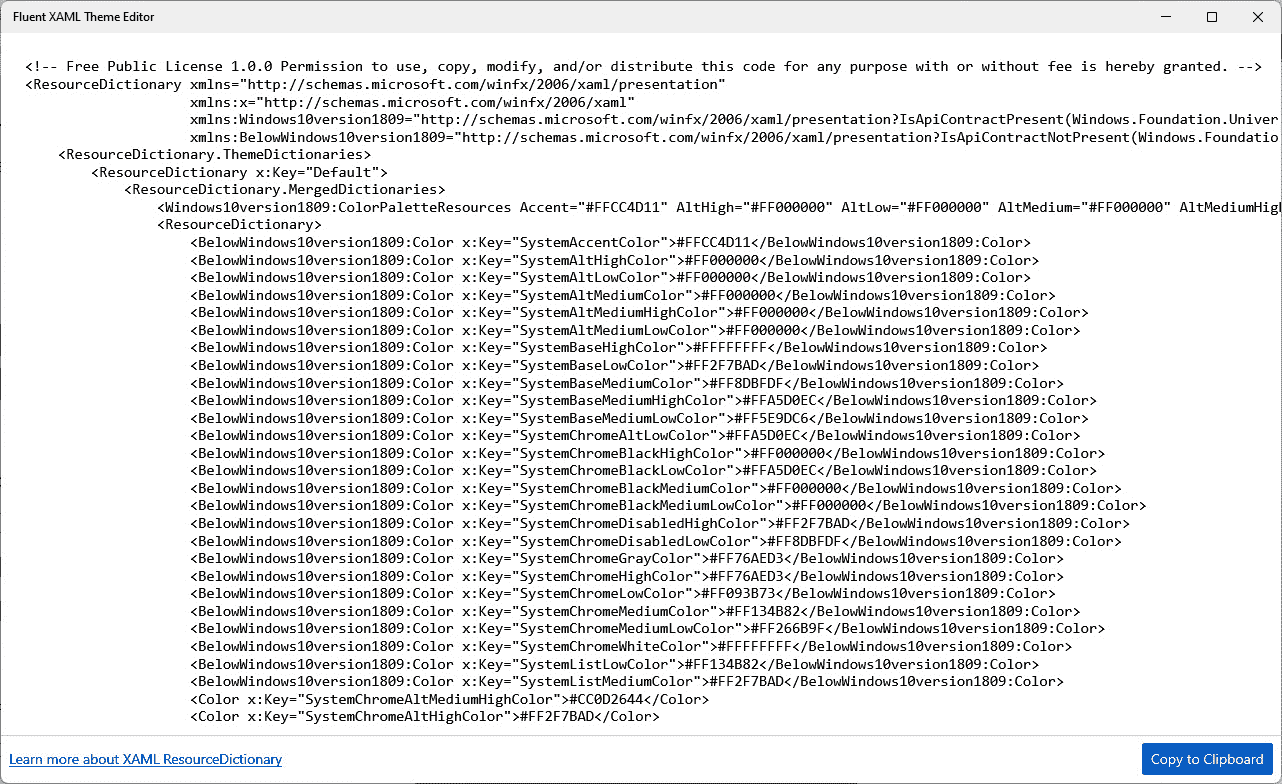 Fluent XAML Theme Editor
<!-- Free Public License 1.0.0 Permission to use, copy, modify, and/or distribute this code for any purpose with or without fee is hereby granted. -->
<ResourceDictionary xmlns="http://schemas.microsoft.com/winfx/2006/xaml/presentation"
xmlns:x="http://schemas.microsoft.com/winfx/2006/xaml"
xmlns:Windows10version1809="http://schemas.microsoft.com/winfx/2006/xaml/presentation?IsApiContractPresent(Windows.Foundation.Univer
xmlns:BelowWindows10version1809="http://schemas.microsoft.com/winfx/2006/xaml/presentation?IsApiContractNotPresent(Windows.Foundatio
<ResourceDictionary.ThemeDictionaries>
<ResourceDictionary x:Key="Default">
<ResourceDictionary.MergedDictionaries>
<Windows10version1809:ColorPaletteResources Accent="#FFCC4D11" AltHigh="#FF000000" AltLow="#FF000000" AltMedium="#FF000000" AltMediumHigh
<ResourceDictionary>
<BelowWindows10version1809:Color x:Key="SystemAccentColor">#FFCC4D11</BelowWindows10version1809:Color>
<BelowWindows10version1809:Color x:Key="SystemAltHighColor">#FF000000</BelowWindows10version1809:Color>
<BelowWindows10version1809:Color x:Key="SystemAltLowColor">#FF000000</BelowWindows10version1809:Color>
<BelowWindows10version1809:Color x:Key="SystemAltMediumColor">#FF000000</BelowWindows10version1809:Color>
<BelowWindows10version1809:Color x:Key="SystemAltMediumHighColor">#FF000000</BelowWindows10version1809:Color>
<BelowWindows10version1809:Color x:Key="SystemAltMediumLowColor">#FF000000</BelowWindows10version1809:Color>
<BelowWindows10version1809:Color x:Key="SystemBaseHighColor">#FFFFFFFF</BelowWindows10version1809:Color>
<BelowWindows10version1809:Color x:Key="SystemBaseLowColor">#FF2F7BAD</BelowWindows10version1809:Color>
<BelowWindows10version1809:Color x:Key="SystemBaseMediumColor">#FF8DBFDF</BelowWindows10version1809:Color>
<BelowWindows10version1809:Color x:Key="SystemBaseMediumHighColor">#FFA5D0EC</BelowWindows10version1809:Color>
<BelowWindows10version1809:Color x:Key="SystemBaseMediumLowColor">#FF5E9DC6</BelowWindows10version1809:Color>
<BelowWindows10version1809:Color x:Key="SystemChromeAltLowColor">#FFA5D0EC</BelowWindows10version1809:Color>
<BelowWindows10version1809:Color x:Key="SystemChromeBlackHighColor">#FF000000</BelowWindows10version1809:Color>
<BelowWindows10version1809:Color x:Key="SystemChromeBlackLowColor">#FFA5D0EC</BelowWindows10version1809:Color>
<BelowWindows10version1809:Color x:Key="SystemChromeBlackMediumColor">#FF000000</BelowWindows10version1809:Color>
<BelowWindows10version1809:Color x:Key="SystemChromeBlackMediumLowColor">#FF000000</BelowWindows10version1809:Color>
<BelowWindows10version1809:Color x:Key="SystemChromeDisabledHighColor">#FF2F7BAD</BelowWindows10version1809:Color>
<BelowWindows10version1809:Color x:Key="SystemChromeDisabledLowColor">#FF8DBFDF</BelowWindows10version1809:Color>
<BelowWindows10version1809:Color x:Key="SystemChromeGrayColor">#FF76AED3</BelowWindows10version1809:Color>
<BelowWindows10version1809:Color x:Key="SystemChromeHighColor">#FF76AED3</BelowWindows10version1809:Color>
<BelowWindows10version1809:Color x:Key="SystemChromeLowColor">#FF093B73</BelowWindows10version1809:Color>
<BelowWindows10version1809:Color x:Key="SystemChromeMediumColor">#FF134B82</BelowWindows10version1809:Color>
<BelowWindows10version1809:Color x:Key="SystemChromeMediumLowColor">#FF266B9F</BelowWindows10version1809:Color>
<BelowWindows10version1809:Color x:Key="SystemChromeWhiteColor">#FFFFFFFF</BelowWindows10version1809:Color>
<BelowWindows10version1809:Color x:Key="SystemListLowColor">#FF134B82</BelowWindows10version1809:Color>
<BelowWindows10version1809:Color x:Key="SystemListMediumColor">#FF2F7BAD</BelowWindows10version1809:Color>
<Color x:Key="SystemChromeAltMediumHighColor">#CC0D2644</Color>
<Color x:Key="SystemChromeAltHighColor">#FF2F7BAD</Color>
Learn more about XAML ResourceDictionary
Copy to Clipboard